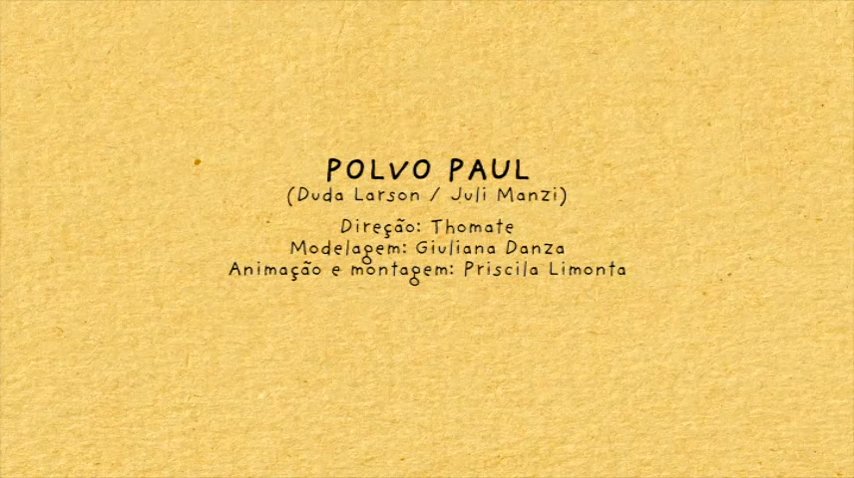 POLVO PAUL
(Duda Larson / Juli Manzi)
Direção: Thomate
Modelagem: Giuliana Danza
Animação e montagem: Priscila Limonta